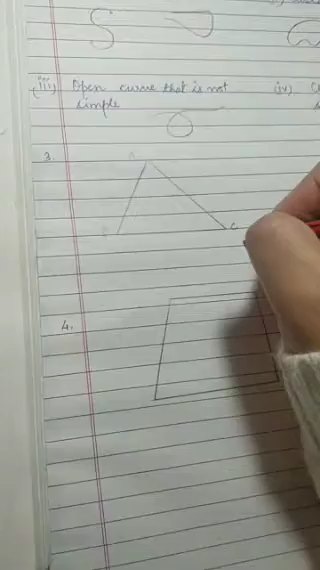 (iii) Open curve that is not (iv)
simple
3.
A
B C
4.